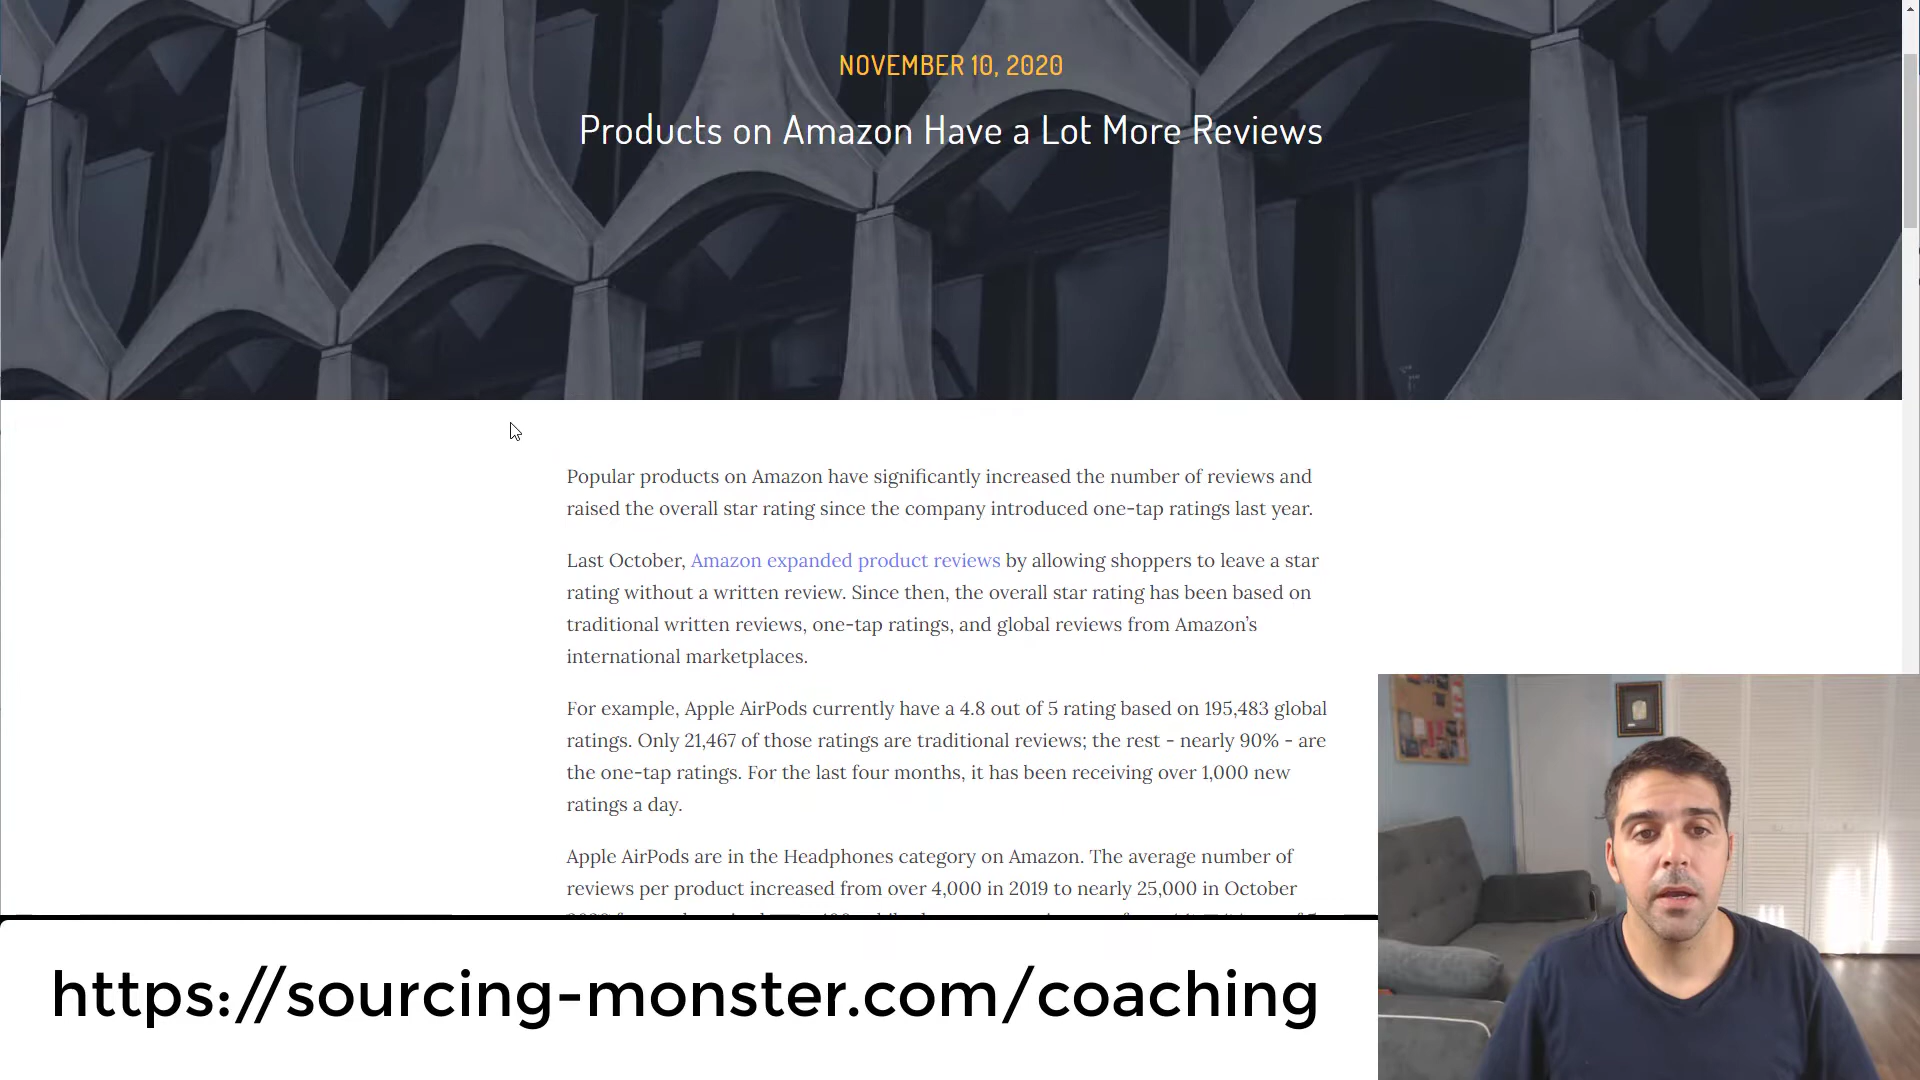 NOVEMBER 10, 2020
Products on Amazon Have a Lot More Reviews
Popular products on Amazon have significantly increased the number of reviews and
raised the overall star rating since the company introduced one-tap ratings last year.
Last October, Amazon expanded product reviews by allowing shoppers to leave a star
rating without a written review. Since then, the overall star rating has been based on
traditional written reviews, one-tap ratings, and global reviews from Amazon’s
international marketplaces.
For example, Apple AirPods currently have a 4.8 out of 5 rating based on 195,483 global
ratings. Only 21,467 of those ratings are traditional reviews; the rest - nearly 90% - are
the one-tap ratings. For the last four months, it has been receiving over 1,000 new
ratings a day.
Apple AirPods are in the Headphones category on Amazon. The average number of
reviews per product increased from over 4,000 in 2019 to nearly 25,000 in October
https://sourcing-monster.com/coaching